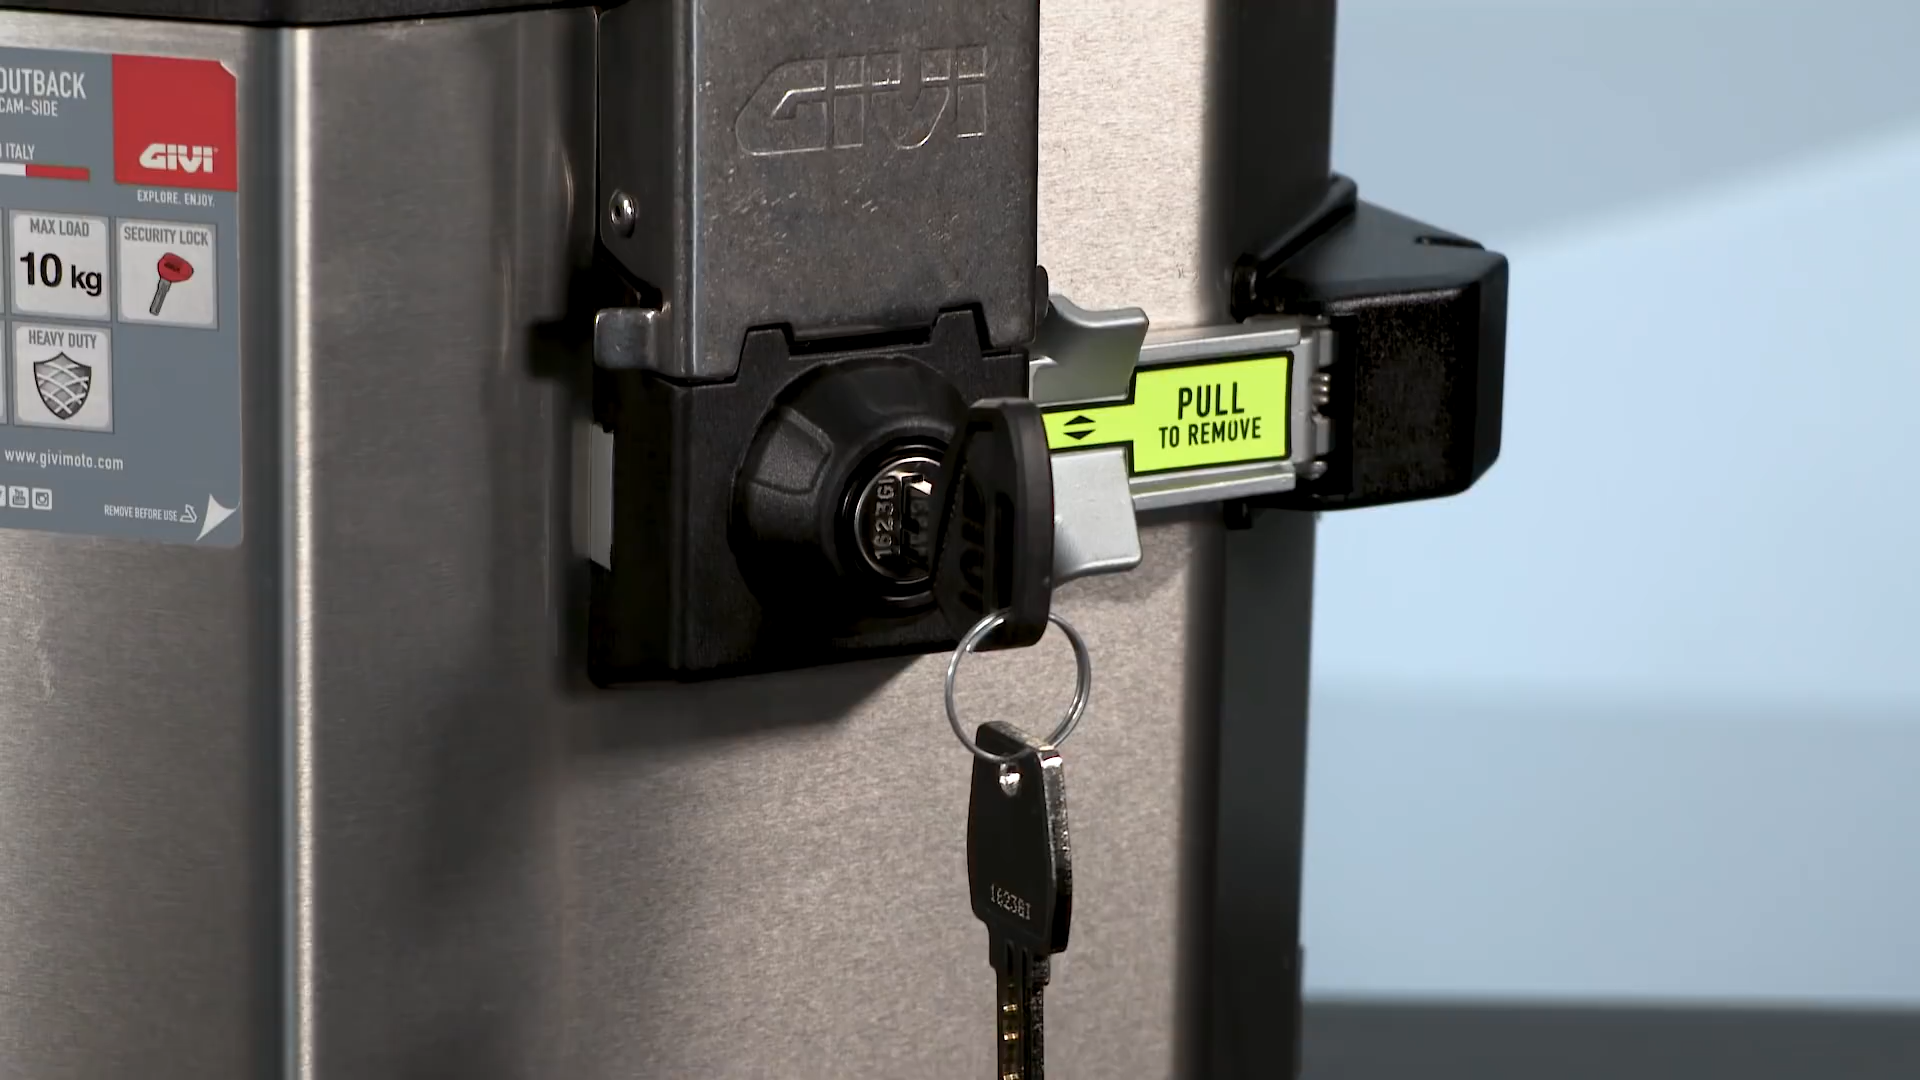 OUTBACK
CAM-SIDE
ITALY
GIVI
EXPLORE. ENJOY.
MAX LOAD
10 kg
SECURITY LOCK
HEAVY DUTY
www.givimoto.com
REMOVE BEFORE USE
GIVI
1623GI
PULL
TO REMOVE
1623GI